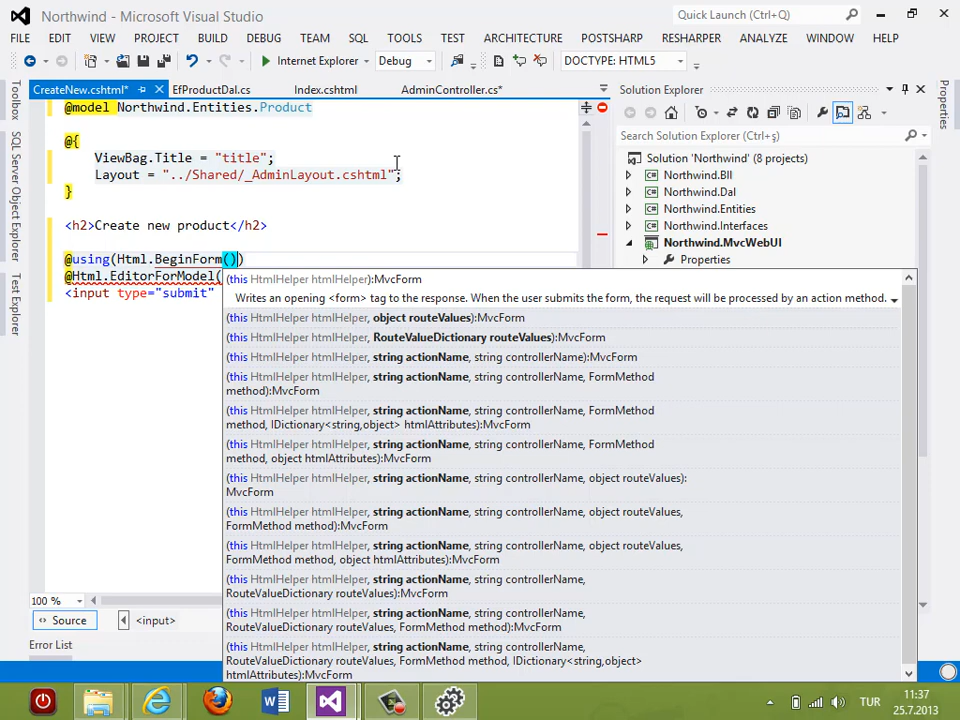 Northwind - Microsoft Visual Studio
Quick Launch (Ctrl+Q)
FILE EDIT VIEW PROJECT BUILD DEBUG TEAM SQL TOOLS TEST ARCHITECTURE POSTSHARP RESHARPER ANALYZE WINDOW HELP
Internet Explorer Debug DOCTYPE: HTML5
CreateNew.cshtml* EfProductDal.cs Index.cshtml AdminController.cs*
Solution Explorer
Toolbox
SQL Server Object Explorer
Test Explorer
Properties
@model Northwind.Entities.Product
@{
ViewBag.Title = "title";
Layout = "../Shared/_AdminLayout.cshtml";
}
<h2>Create new product</h2>
@using(Html.BeginForm())
@Html.EditorForModel(
<input type="submit"
Search Solution Explorer (Ctrl+ş)
Solution 'Northwind' (8 projects)
Northwind.Bll
Northwind.Dal
Northwind.Entities
Northwind.Interfaces
Northwind.MvcWebUI
Properties
(this HtmlHelper htmlHelper):MvcForm
Writes an opening <form> tag to the response. When the user submits the form, the request will be processed by an action method.
(this HtmlHelper htmlHelper, object routeValues):MvcForm
(this HtmlHelper htmlHelper, RouteValueDictionary routeValues):MvcForm
(this HtmlHelper htmlHelper, string actionName, string controllerName):MvcForm
(this HtmlHelper htmlHelper, string actionName, string controllerName, FormMethod
method):MvcForm
(this HtmlHelper htmlHelper, string actionName, string controllerName, FormMethod
method, IDictionary<string,object> htmlAttributes):MvcForm
(this HtmlHelper htmlHelper, string actionName, string controllerName, FormMethod
method, object htmlAttributes):MvcForm
(this HtmlHelper htmlHelper, string actionName, string controllerName, object routeValues):
MvcForm
(this HtmlHelper htmlHelper, string actionName, string controllerName, object routeValues,
FormMethod method):MvcForm
(this HtmlHelper htmlHelper, string actionName, string controllerName, object routeValues,
FormMethod method, object htmlAttributes):MvcForm
(this HtmlHelper htmlHelper, string actionName, string controllerName,
RouteValueDictionary routeValues):MvcForm
(this HtmlHelper htmlHelper, string actionName, string controllerName,
RouteValueDictionary routeValues, FormMethod method):MvcForm
(this HtmlHelper htmlHelper, string actionName, string controllerName,
RouteValueDictionary routeValues, FormMethod method, IDictionary<string,object>
htmlAttributes):MvcForm
100 %
Source <input>
Error List
TUR
11:37
25.7.2013